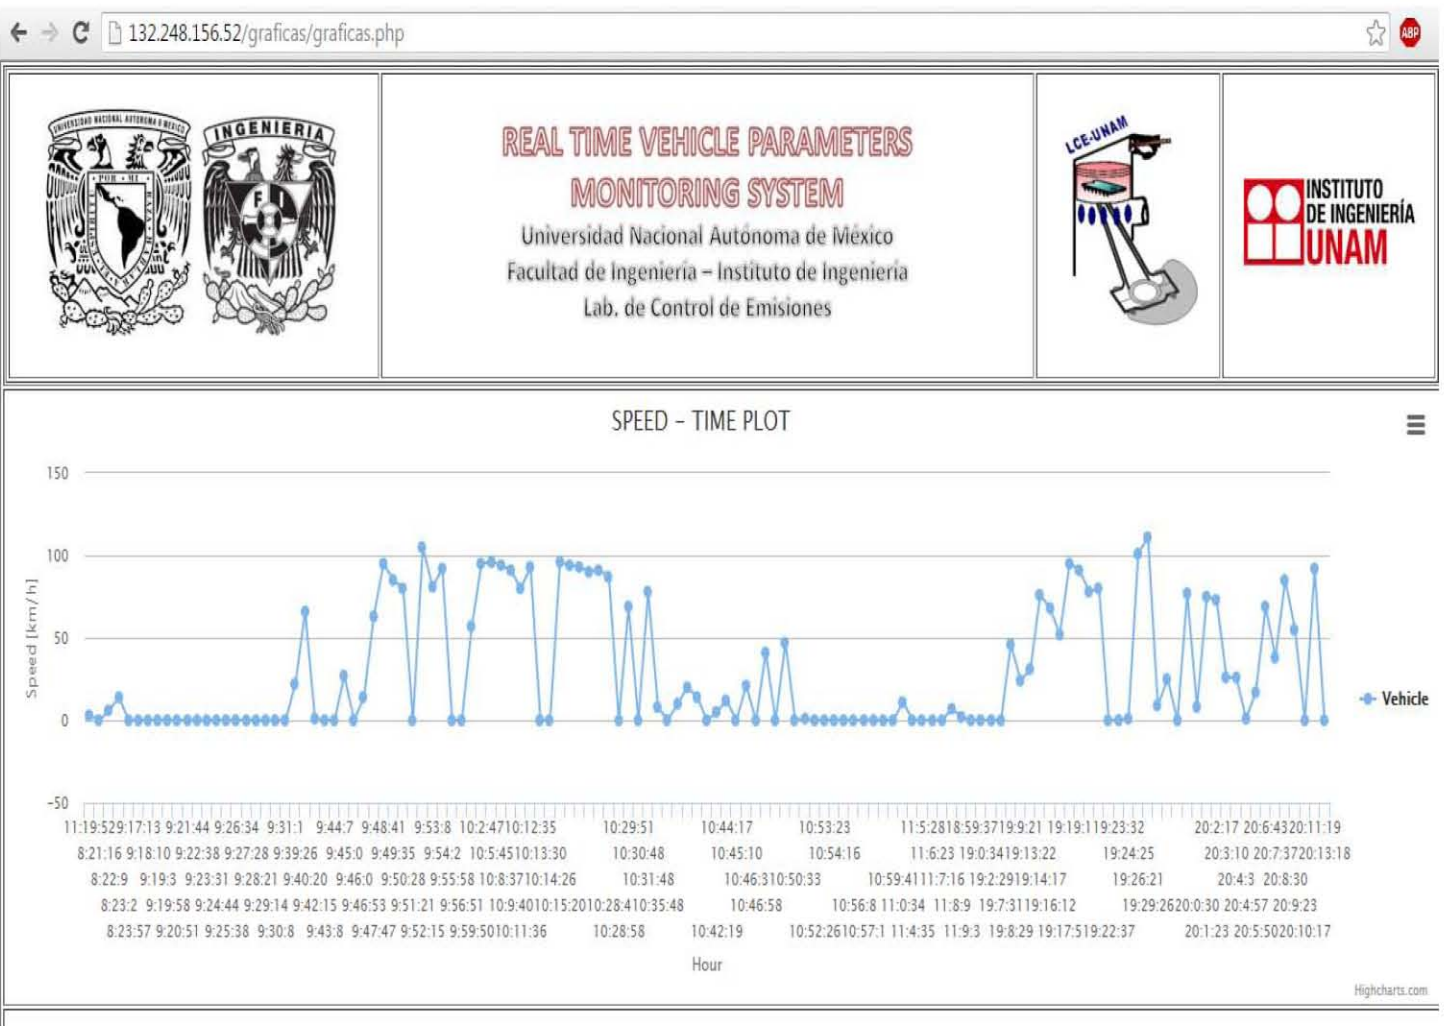 132.248.156.52/graficas/graficas.php
ABP
UNIVERSIDAD NACIONAL AUTONOMA
POR MI
INGENIERIA
FI
REAL TIME VEHICLE PARAMETERS
MONITORING SYSTEM
Universidad Nacional Autónoma de México
Facultad de Ingeniería – Instituto de Ingeniería
Lab. de Control de Emisiones
LCE-UNAM
INSTITUTO
DE INGENIERÍA
UNAM
SPEED – TIME PLOT
150
100
50
0
-50
Speed [km/h]
Vehicle
11:19:529:17:13 9:21:44 9:26:34 9:31:1 9:44:7 9:48:41 9:53:8 10:2:4710:12:35 10:29:51 10:44:17 10:53:23 11:5:2818:59:3719:9:21 19:19:119:23:32 20:2:17 20:6:4320:11:19
8:21:16 9:18:10 9:22:38 9:27:28 9:39:26 9:45:0 9:49:35 9:54:2 10:5:4510:13:30 10:30:48 10:45:10 10:54:16 11:6:23 19:0:3419:13:22 19:24:25 20:3:10 20:7:3720:13:18
8:22:9 9:19:3 9:23:31 9:28:21 9:40:20 9:46:0 9:50:28 9:55:58 10:8:3710:14:26 10:31:48 10:46:310:50:33 10:59:4111:7:16 19:2:2919:14:17 19:26:21 20:4:3 20:8:30
8:23:2 9:19:58 9:24:44 9:29:14 9:42:15 9:46:53 9:51:21 9:56:51 10:9:4010:15:2010:28:410:35:48 10:46:58 10:56:8 11:0:34 11:8:9 19:7:3119:16:12 19:29:2620:0:30 20:4:57 20:9:23
8:23:57 9:20:51 9:25:38 9:30:8 9:43:8 9:47:47 9:52:15 9:59:5010:11:36 10:28:58 10:42:19 10:52:2610:57:1 11:4:35 11:9:3 19:8:29 19:17:519:22:37 20:1:23 20:5:5020:10:17
Hour
Highcharts.com